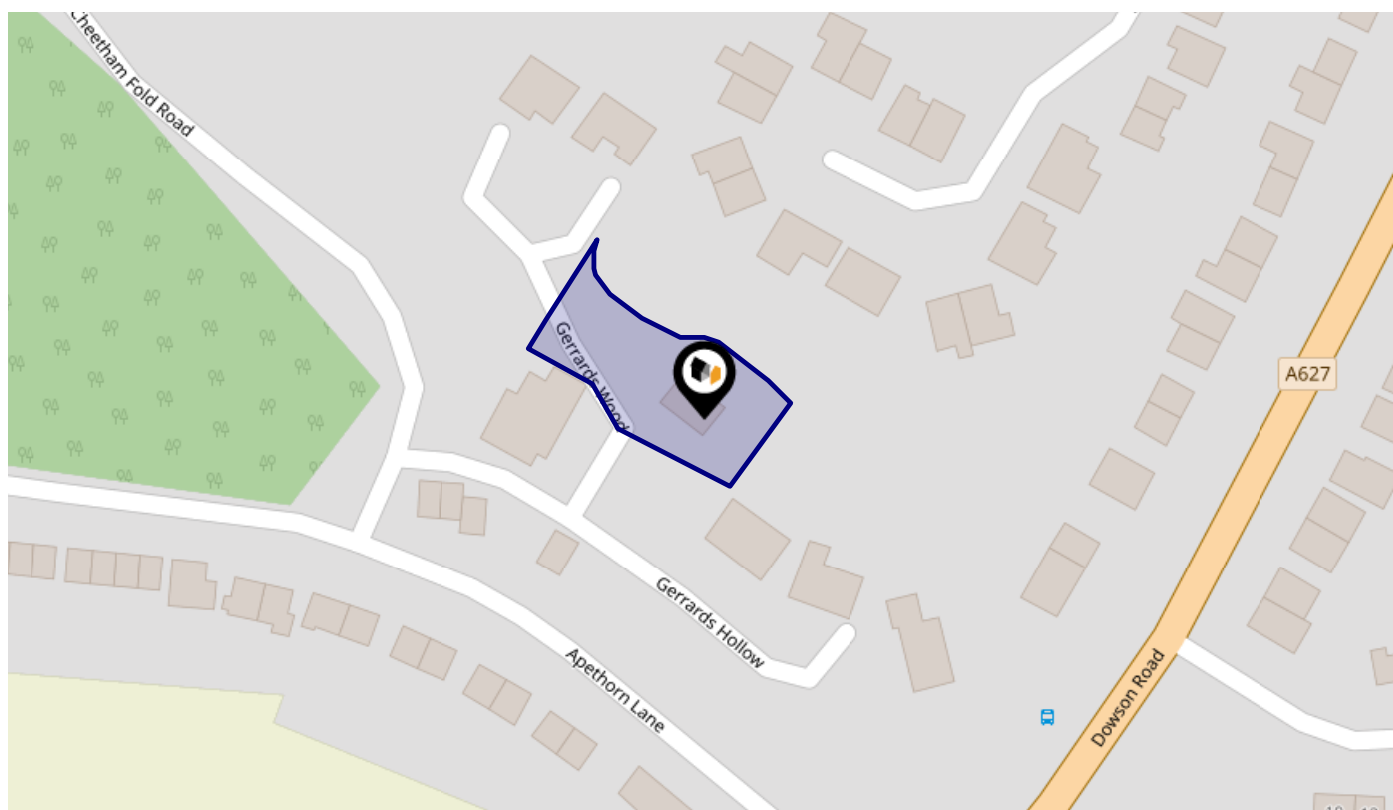 Cheetham Fold Road
Gerrards Wood
A627
Gerrards Hollow
Apethorn Lane
Dowson Road